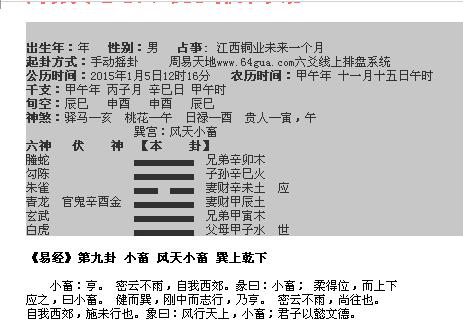 出生年：年 性别：男 占事：江西铜业未来一个月
起卦方式：手动摇卦 周易天地www.64gua.com六爻线上排盘系统
公历时间：2015年1月5日12时16分 农历时间：甲午年 十一月十五日午时
干支：甲午年 丙子月 辛巳日 甲午时
旬空：辰巳 申酉 申酉 辰巳
神煞：驿马—亥 桃花—午 日禄—酉 贵人—寅，午
巽宫：风天小畜
六神 伏 神 【本 卦】
螣蛇 兄弟辛卯木
勾陈 子孙辛巳火
朱雀 妻财辛未土 应
青龙 官鬼辛酉金 妻财甲辰土
玄武 兄弟甲寅木
白虎 父母甲子水 世
《易经》第九卦 小畜 风天小畜 巽上乾下
小畜：亨。 密云不雨，自我西郊。彖曰：小畜； 柔得位，而上下
应之，曰小畜。 健而巽，刚中而志行，乃亨。 密云不雨，尚往也。
自我西郊，施未行也。象曰：风行天上，小畜；君子以懿文德。